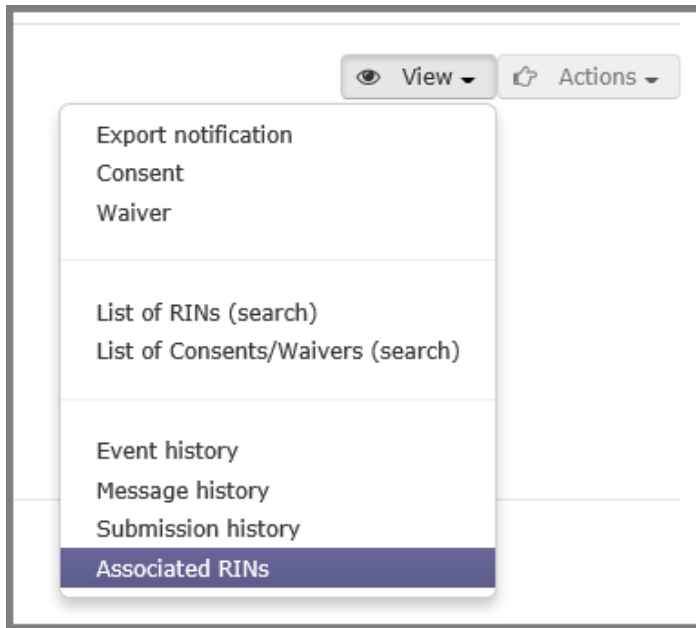 View Actions
Export notification
Consent
Waiver
List of RINs (search)
List of Consents/Waivers (search)
Event history
Message history
Submission history
Associated RINs